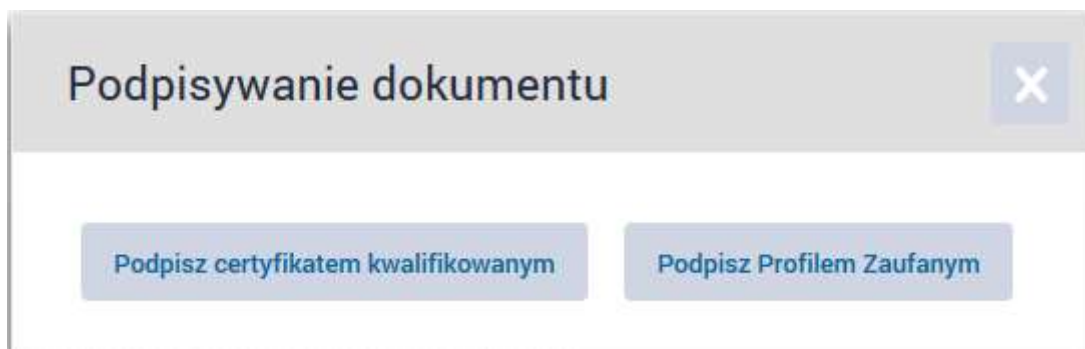 Podpisywanie dokumentu
Podpisz certyfikatem kwalifikowanym
Podpisz Profilem Zaufanym